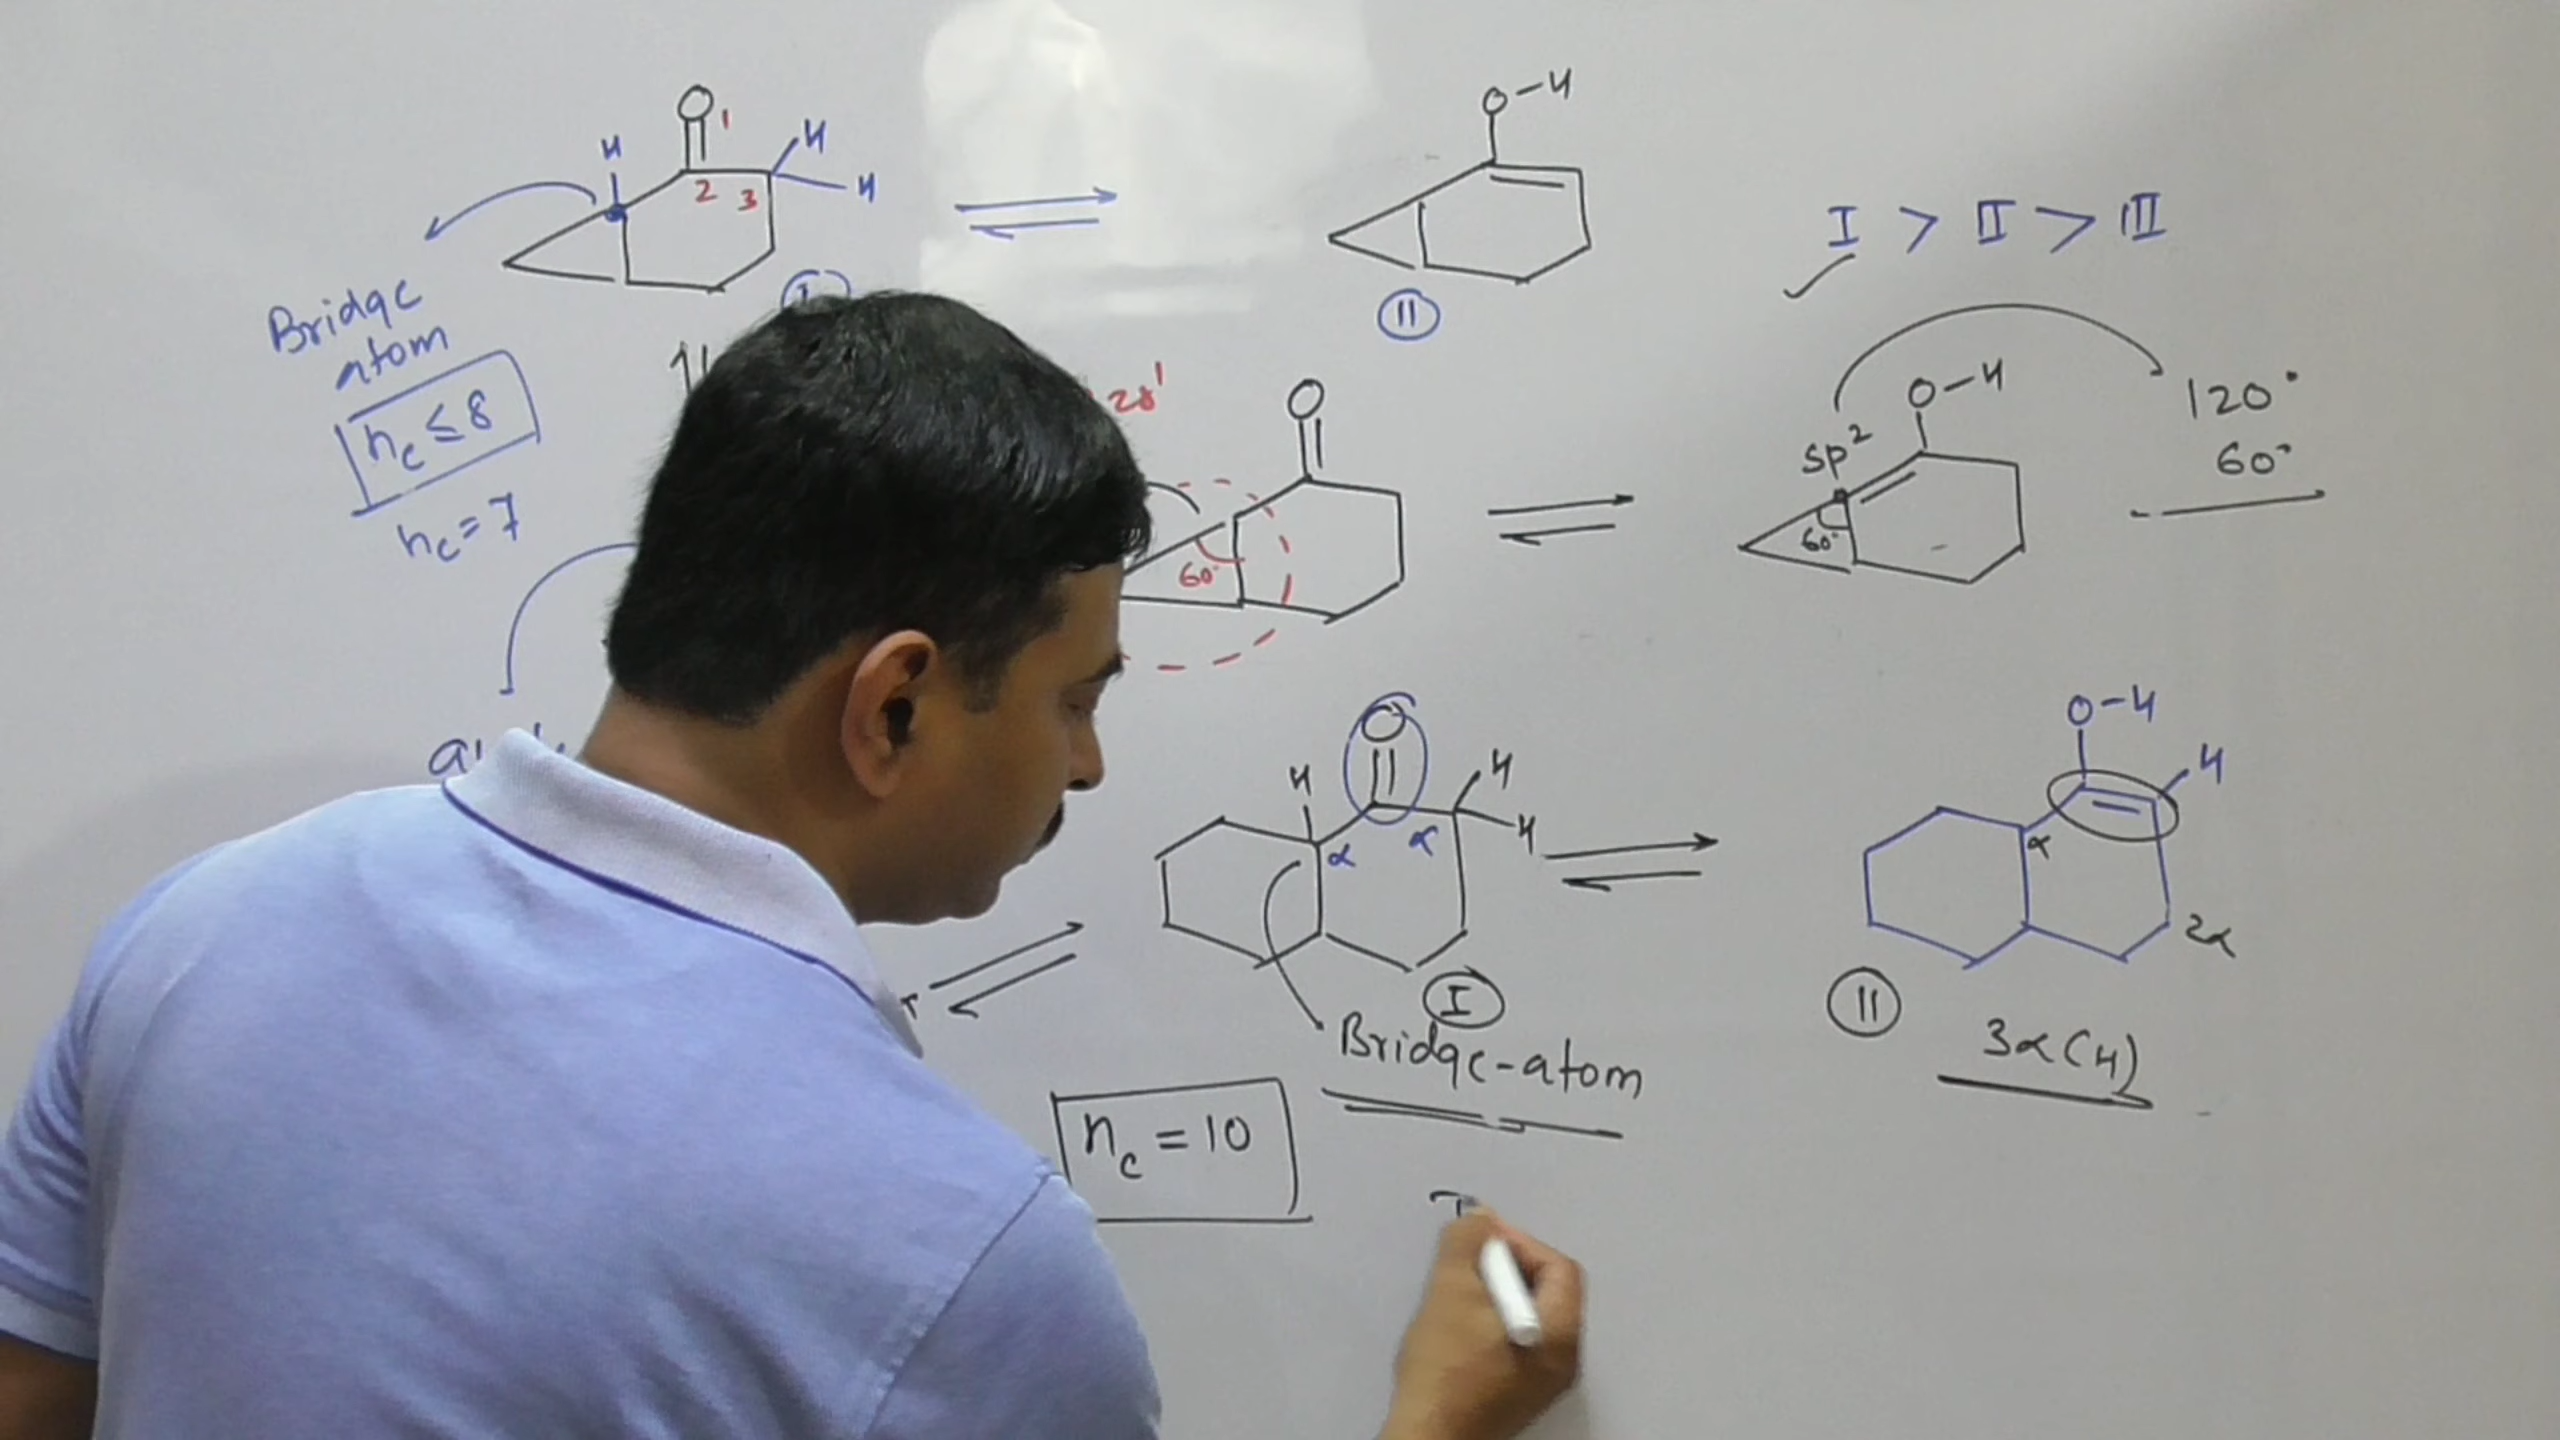 O 1
H
H
2 3
H
O-H
I > II > III
Bridge
atom
nc ≤ 8
nc = 7
II
20'
O
60°
O-H
sp²
60°
120°
60°
O
H
H
H
α
α
I
Bridge-atom
nc = 10
O-H
H
α
2α
II
3α(H)